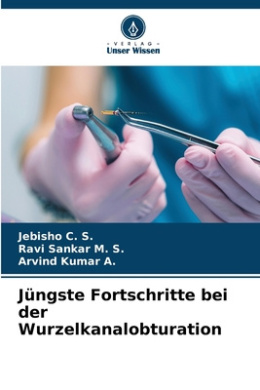 VERLAG
Unser Wissen
Jebisho C. S.
Ravi Sankar M. S.
Arvind Kumar A.
Jüngste Fortschritte bei
der
Wurzelkanalobturation